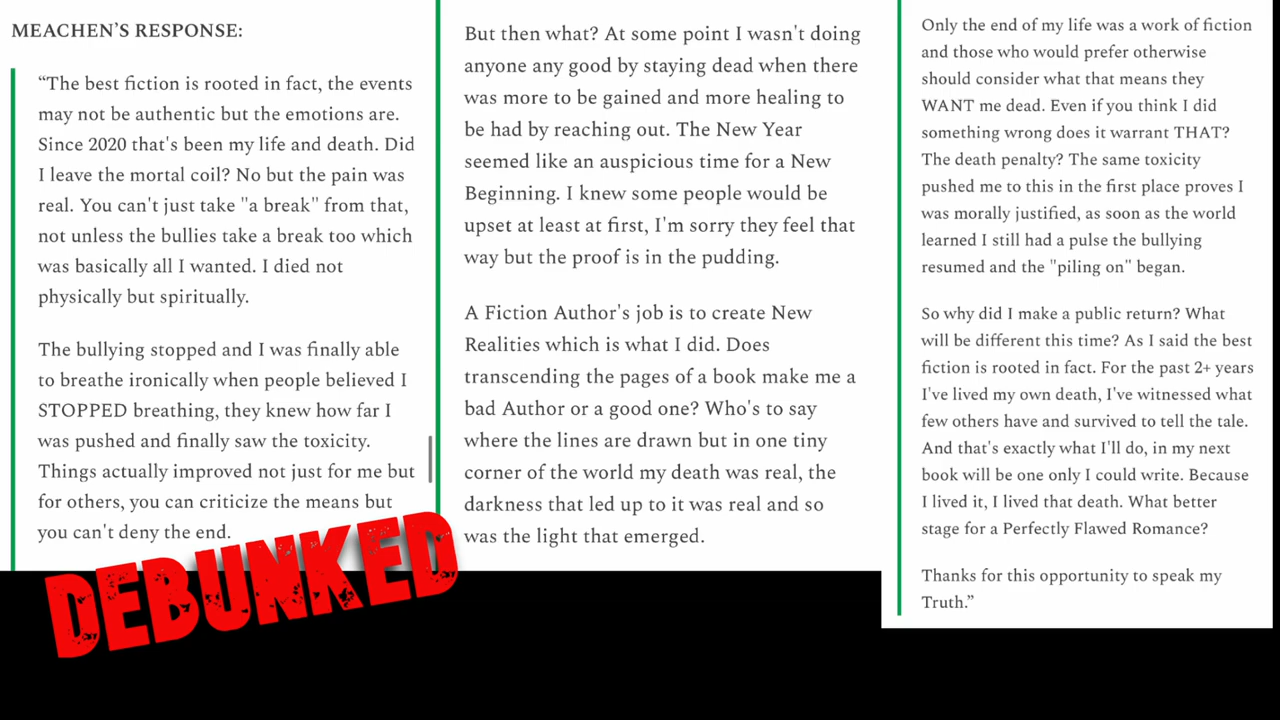 MEACHEN'S RESPONSE:
“The best fiction is rooted in fact, the events
may not be authentic but the emotions are.
Since 2020 that's been my life and death. Did
I leave the mortal coil? No but the pain was
real. You can't just take "a break" from that,
not unless the bullies take a break too which
was basically all I wanted. I died not
physically but spiritually.
The bullying stopped and I was finally able
to breathe ironically when people believed I
STOPPED breathing, they knew how far I
was pushed and finally saw the toxicity.
Things actually improved not just for me but
for others, you can criticize the means but
you can't deny the end.
DEBUNKED
But then what? At some point I wasn't doing
anyone any good by staying dead when there
was more to be gained and more healing to
be had by reaching out. The New Year
seemed like an auspicious time for a New
Beginning. I knew some people would be
upset at least at first, I'm sorry they feel that
way but the proof is in the pudding.
A Fiction Author's job is to create New
Realities which is what I did. Does
transcending the pages of a book make me a
bad Author or a good one? Who's to say
where the lines are drawn but in one tiny
corner of the world my death was real, the
darkness that led up to it was real and so
was the light that emerged.
Only the end of my life was a work of fiction
and those who would prefer otherwise
should consider what that means they
WANT me dead. Even if you think I did
something wrong does it warrant THAT?
The death penalty? The same toxicity
pushed me to this in the first place proves I
was morally justified, as soon as the world
learned I still had a pulse the bullying
resumed and the "piling on" began.
So why did I make a public return? What
will be different this time? As I said the best
fiction is rooted in fact. For the past 2+ years
I've lived my own death, I've witnessed what
few others have and survived to tell the tale.
And that's exactly what I'll do, in my next
book will be one only I could write. Because
I lived it, I lived that death. What better
stage for a Perfectly Flawed Romance?
Thanks for this opportunity to speak my
Truth.”